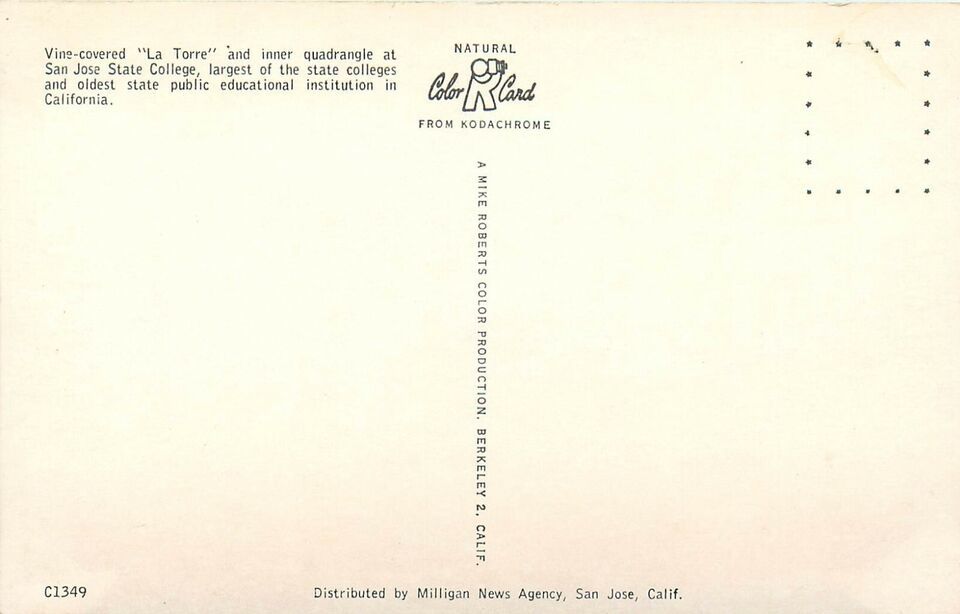 Vine-covered "La Torre" and inner quadrangle at
San Jose State College, largest of the state colleges
and oldest state public educational institution in
California.
NATURAL
Color Card
FROM KODACHROME
A MIKE ROBERTS COLOR PRODUCTION, BERKELEY 2, CALIF.
C1349
Distributed by Milligan News Agency, San Jose, Calif.